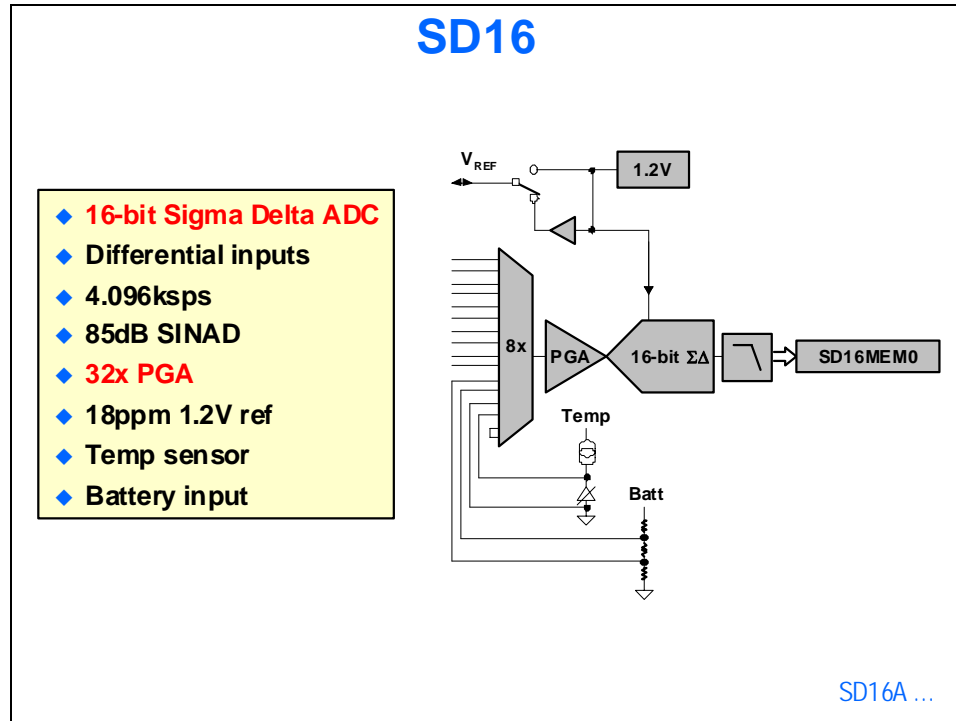 SD16
16-bit Sigma Delta ADC
Differential inputs
4.096ksps
85dB SINAD
32x PGA
18ppm 1.2V ref
Temp sensor
Battery input
VREF
1.2V
8x
PGA
16-bit ΣΔ
SD16MEM0
Temp
Batt
SD16A ...